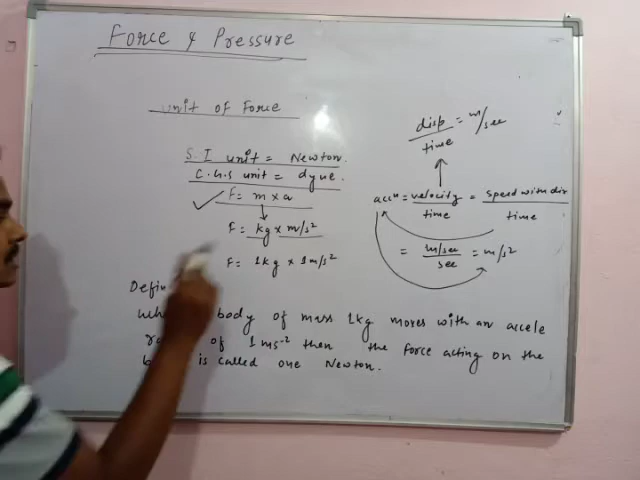 Force & Pressure
unit of Force
S.I unit = Newton.
C.G.S unit = dyne.
F = m × a
F = kg × m/s²
F = 1kg × 1m/s²
disp/time = m/sec
accn = velocity/time = speed with dir/time
= m/sec/sec = m/s²
Defin
body of mass 1kg moves with an accele
of 1ms⁻² then the force acting on the
is called one Newton.